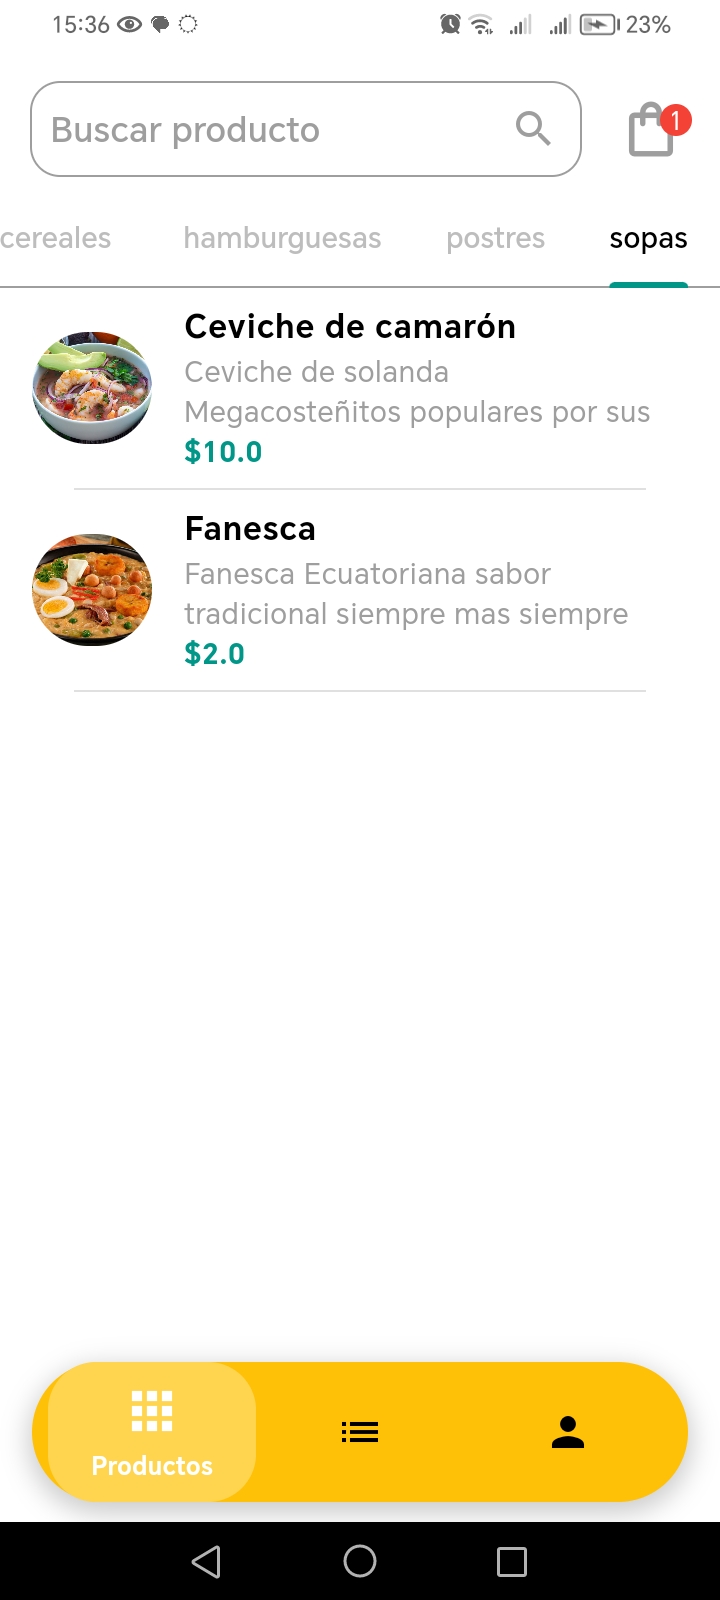 15:36
23%
Buscar producto
1
cereales hamburguesas postres sopas
Ceviche de camarón
Ceviche de solanda
Megacosteñitos populares por sus
$10.0
Fanesca
Fanesca Ecuatoriana sabor
tradicional siempre mas siempre
$2.0
Productos